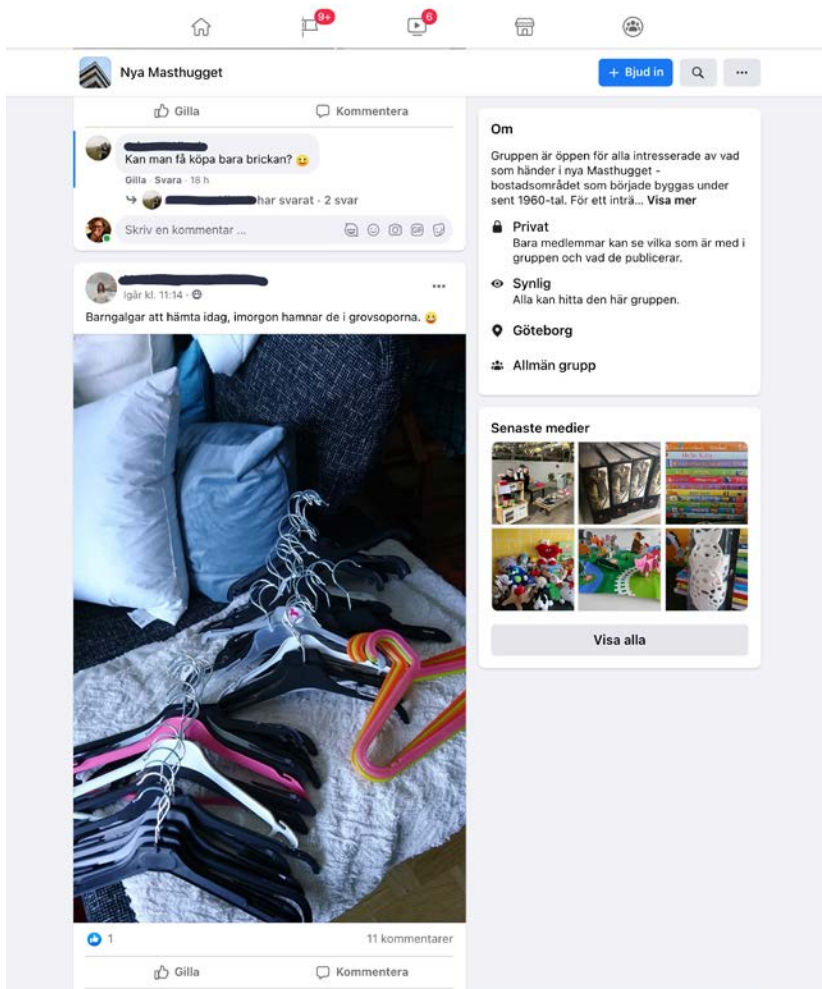 9+
6
Nya Masthugget
+ Bjud in
Gilla
Kommentera
Kan man få köpa bara brickan?
Gilla · Svara · 18 h
har svarat · 2 svar
Skriv en kommentar ...
GIF
igår kl. 11:14 ·
Barngalgar att hämta idag, imorgon hamnar de i grovsoporna.
1
11 kommentarer
Gilla
Kommentera
Om
Gruppen är öppen för alla intresserade av vad
som händer i nya Masthugget -
bostadsområdet som började byggas under
sent 1960-tal. För ett inträ... Visa mer
Privat
Bara medlemmar kan se vilka som är med i
gruppen och vad de publicerar.
Synlig
Alla kan hitta den här gruppen.
Göteborg
Allmän grupp
Senaste medier
Visa alla